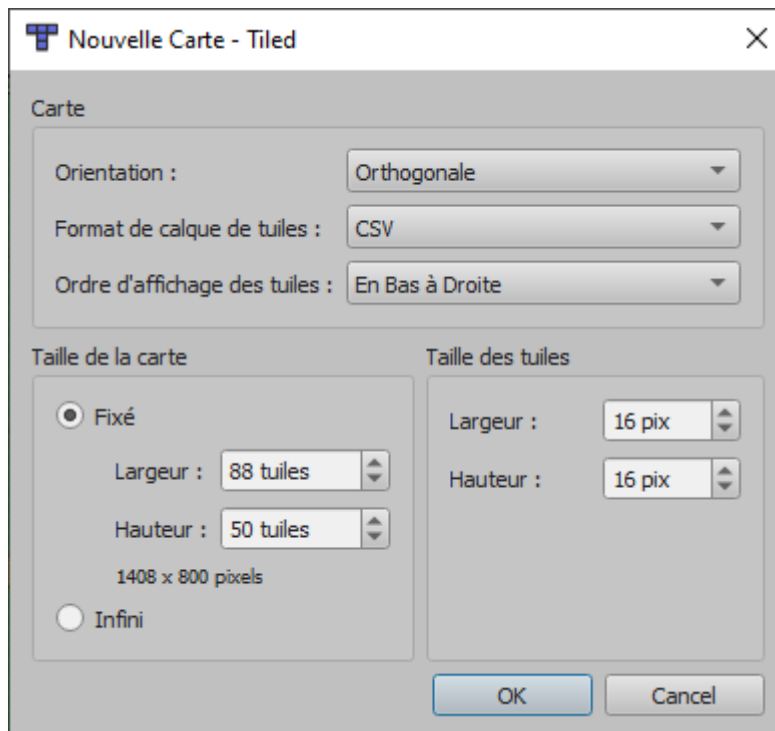 Nouvelle Carte - Tiled
Carte
Orientation : Orthogonale
Format de calque de tuiles : CSV
Ordre d'affichage des tuiles : En Bas à Droite
Taille de la carte
Fixé
Largeur : 88 tuiles
Hauteur : 50 tuiles
1408 x 800 pixels
Infini
Taille des tuiles
Largeur : 16 pix
Hauteur : 16 pix
OK Cancel